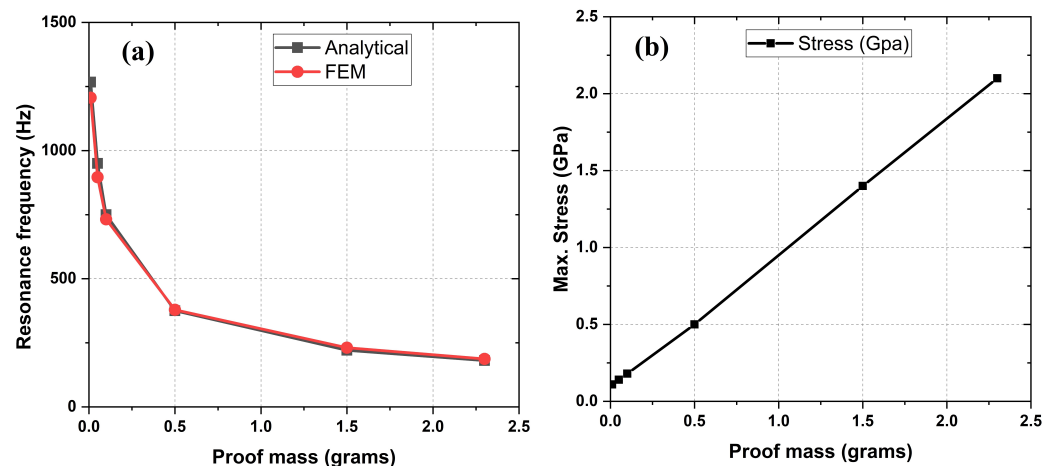 (a)
Analytical
FEM
Resonance frequency (Hz)
1500
1000
500
0
0.0 0.5 1.0 1.5 2.0 2.5
Proof mass (grams)
(b)
Stress (Gpa)
Max. Stress (GPa)
2.5
2.0
1.5
1.0
0.5
0.0
0.0 0.5 1.0 1.5 2.0 2.5
Proof mass (grams)